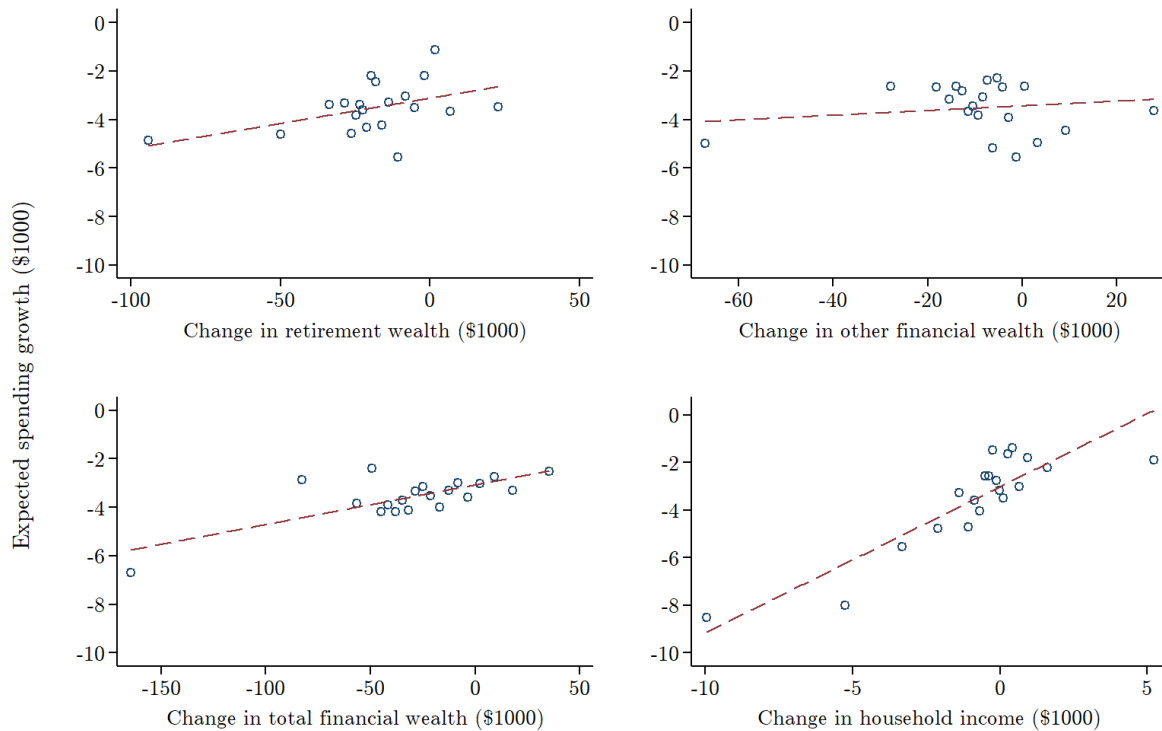 Expected spending growth ($1000)
0
-2
-4
-6
-8
-10
-100 -50 0 50
Change in retirement wealth ($1000)
0
-2
-4
-6
-8
-10
-60 -40 -20 0 20
Change in other financial wealth ($1000)
0
-2
-4
-6
-8
-10
-150 -100 -50 0 50
Change in total financial wealth ($1000)
0
-2
-4
-6
-8
-10
-10 -5 0 5
Change in household income ($1000)